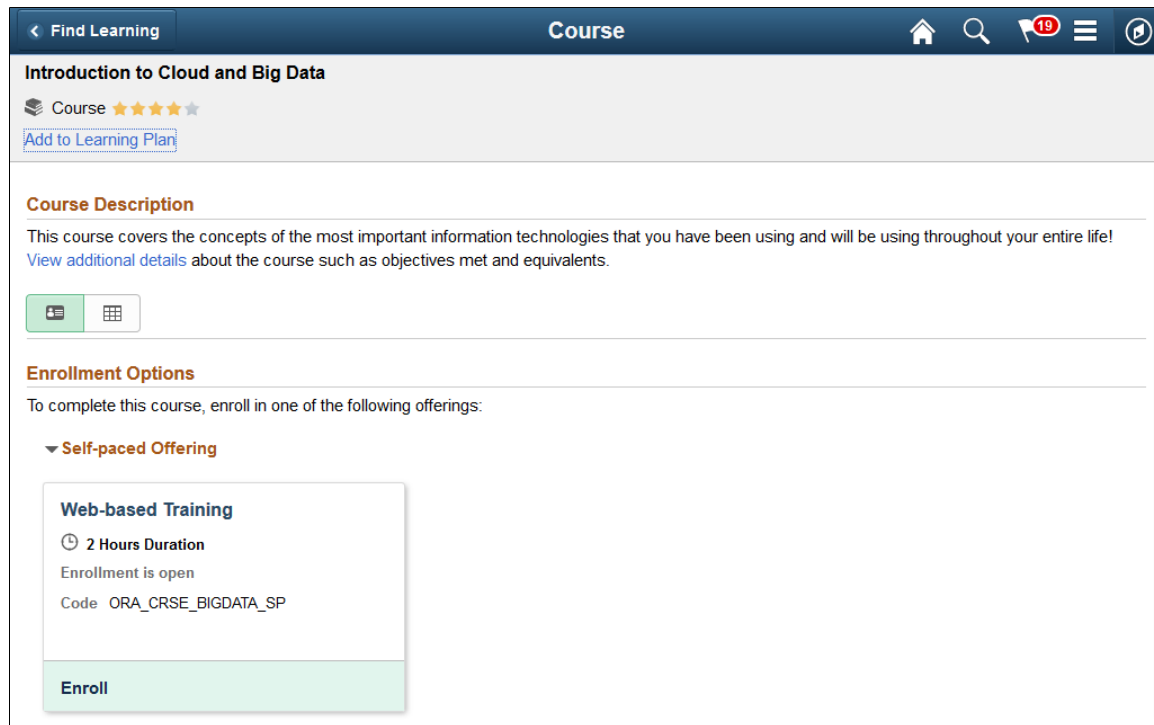 Find Learning
Course
19
Introduction to Cloud and Big Data
Course
Add to Learning Plan
Course Description
This course covers the concepts of the most important information technologies that you have been using and will be using throughout your entire life!
View additional details about the course such as objectives met and equivalents.
Enrollment Options
To complete this course, enroll in one of the following offerings:
Self-paced Offering
Web-based Training
2 Hours Duration
Enrollment is open
Code ORA_CRSE_BIGDATA_SP
Enroll